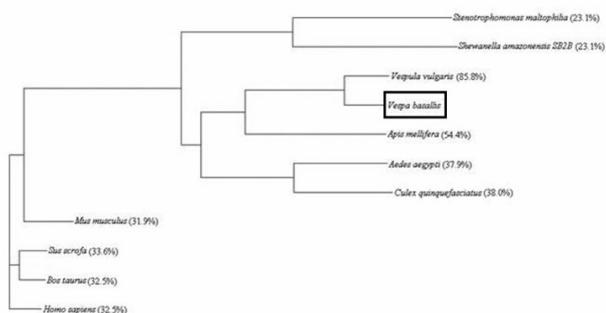 Stenotrophomonas maltophilia (23.1%)
Shewanella amazonensis SB2B (23.1%)
Vespula vulgaris (85.8%)
Vespa basalis
Apis mellifera (54.4%)
Aedes aegypti (37.9%)
Culex quinquefasciatus (38.0%)
Mus musculus (31.9%)
Sus scrofa (33.6%)
Bos taurus (32.5%)
Homo sapiens (32.5%)